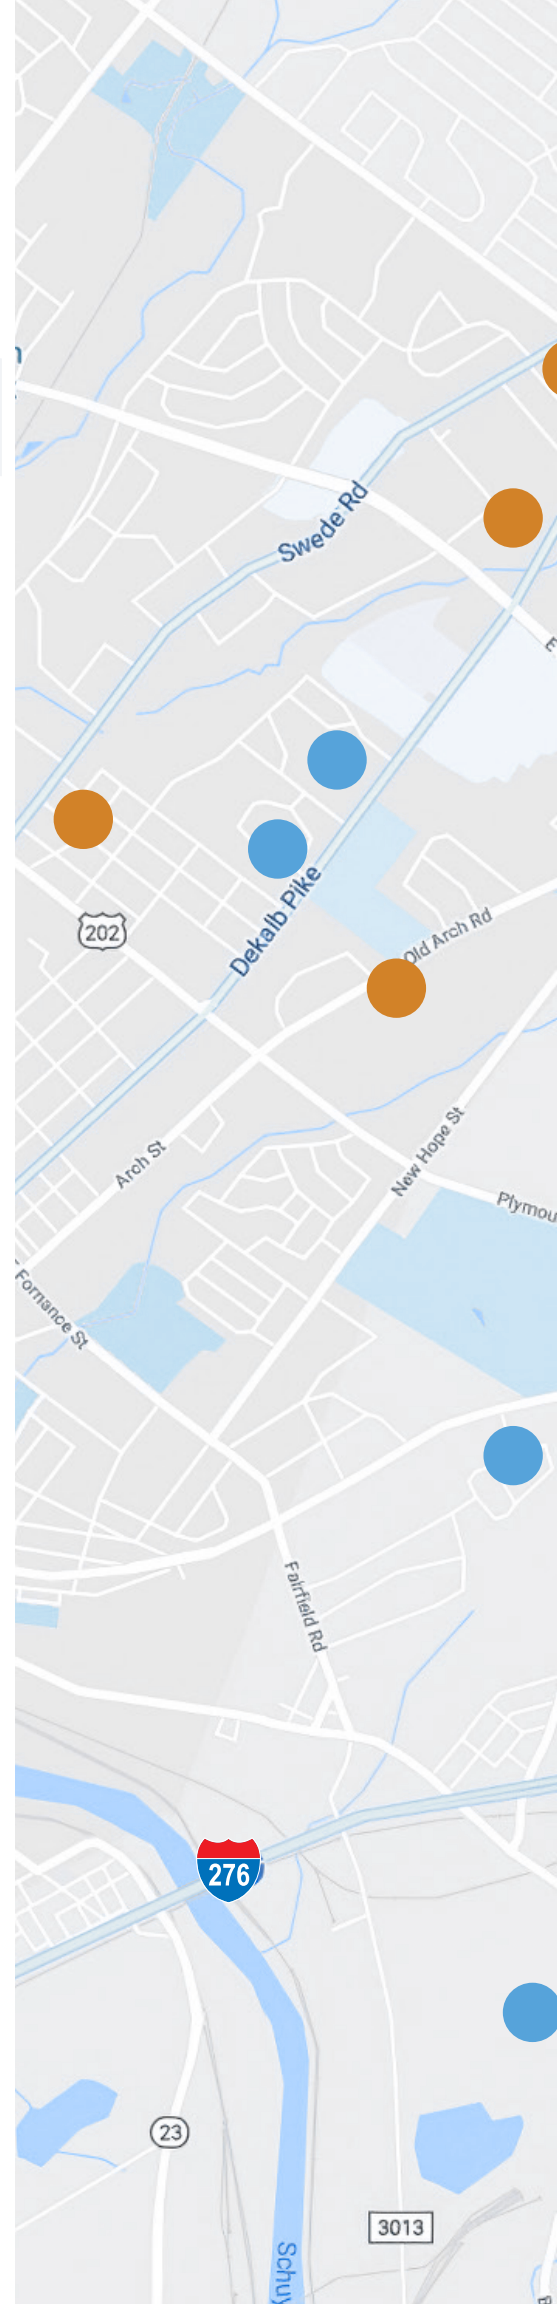 Swede Rd
202
Dekalb Pike
Old Arch Rd
New Hope St
Arch St
Plymou
Fornance St
Fairfield Rd
276
23
3013
Schuy